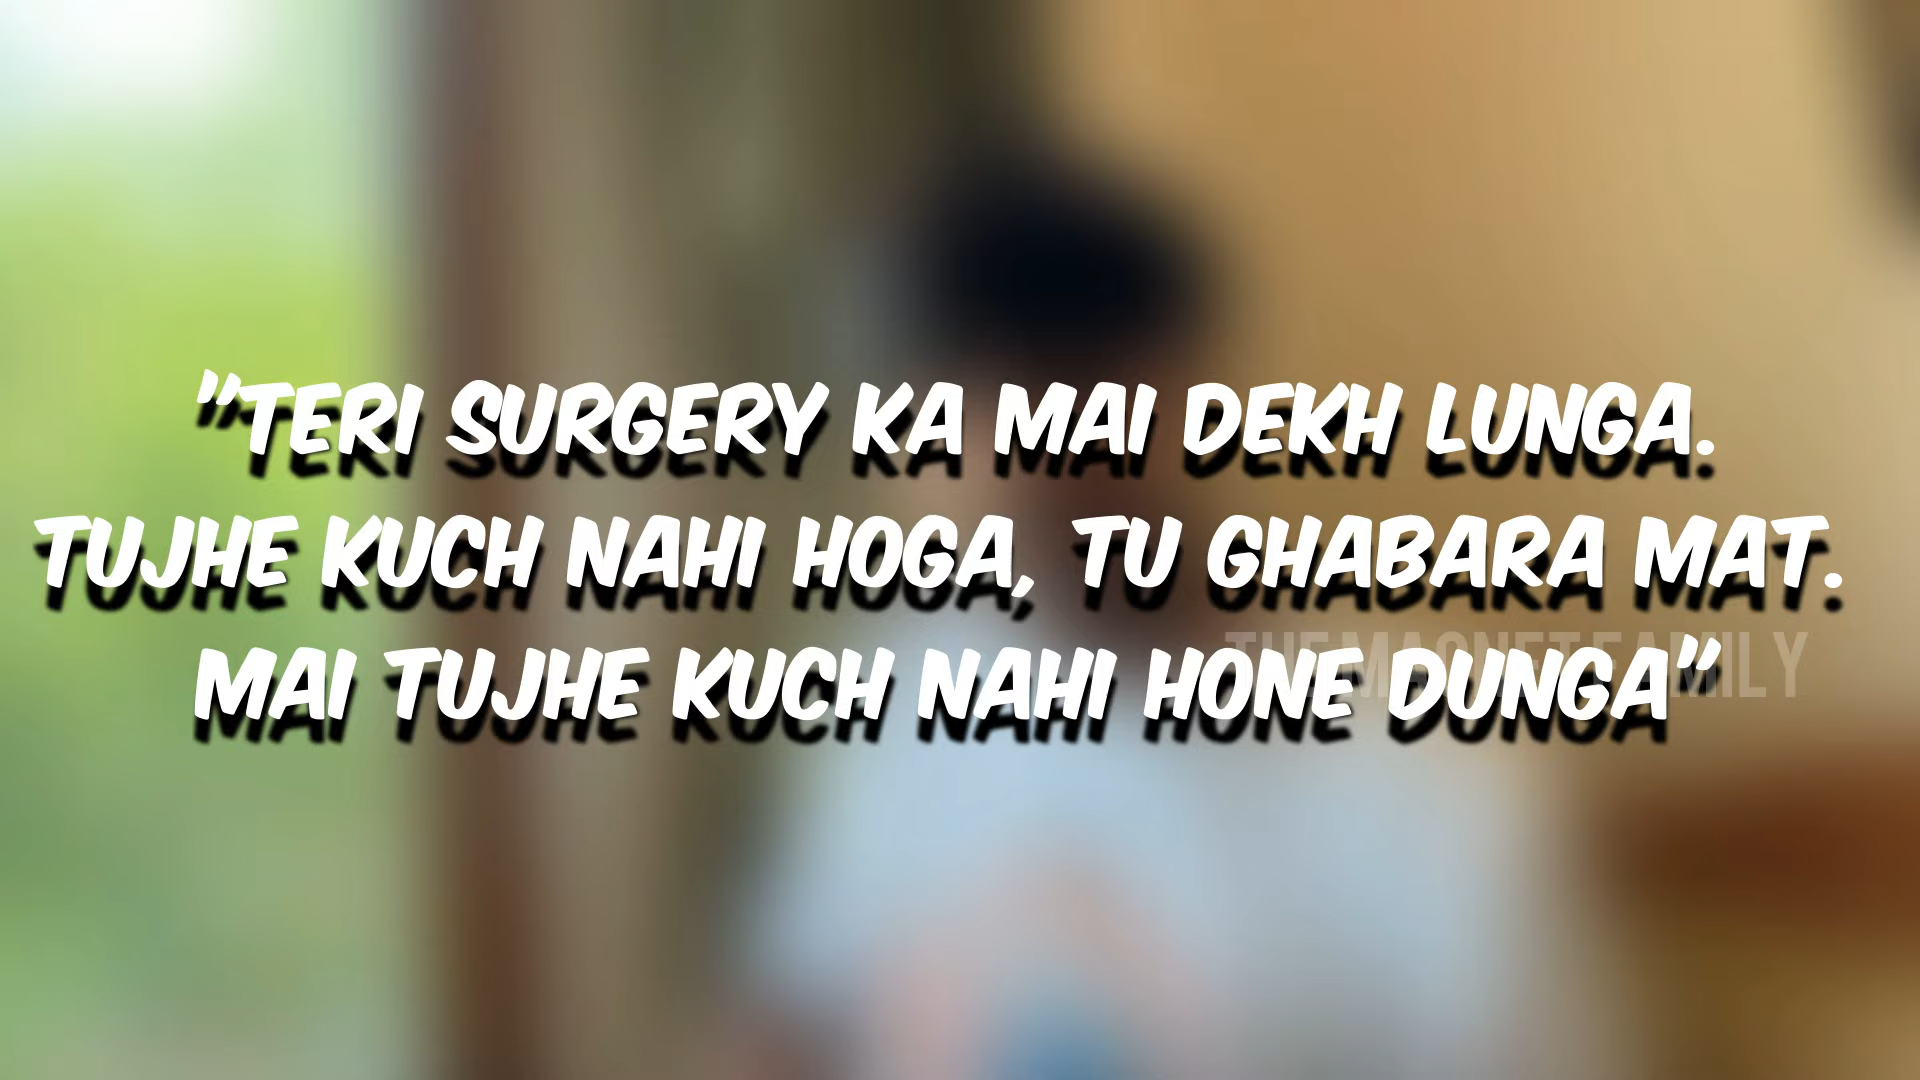 "TERI SURGERY KA MAI DEKH LUNGA.
TUJHE KUCH NAHI HOGA, TU GHABARA MAT.
MAI TUJHE KUCH NAHI HONE DUNGA"
THE MAGNET FAMILY